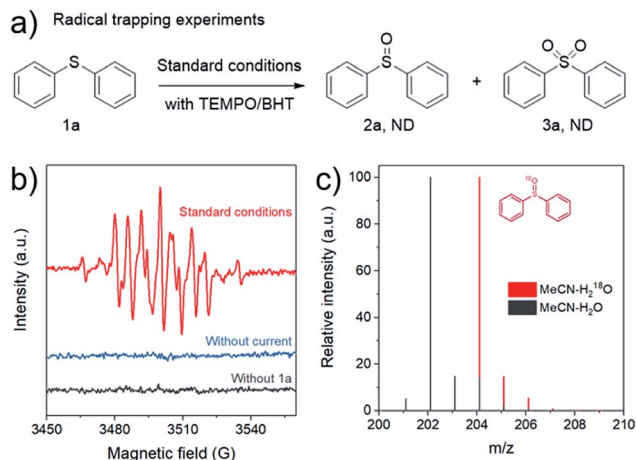 a) Radical trapping experiments
S
O
S
O O
S
Standard conditions
with TEMPO/BHT
+
1a
2a, ND
3a, ND
b)
Intensity (a.u.)
Standard conditions
Without current
Without 1a
3450 3480 3510 3540
Magnetic field (G)
c)
Relative intensity (a.u.)
100
80
60
40
20
0
18O
S
MeCN-H₂¹⁸O
MeCN-H₂O
200 202 204 206 208 210
m/z